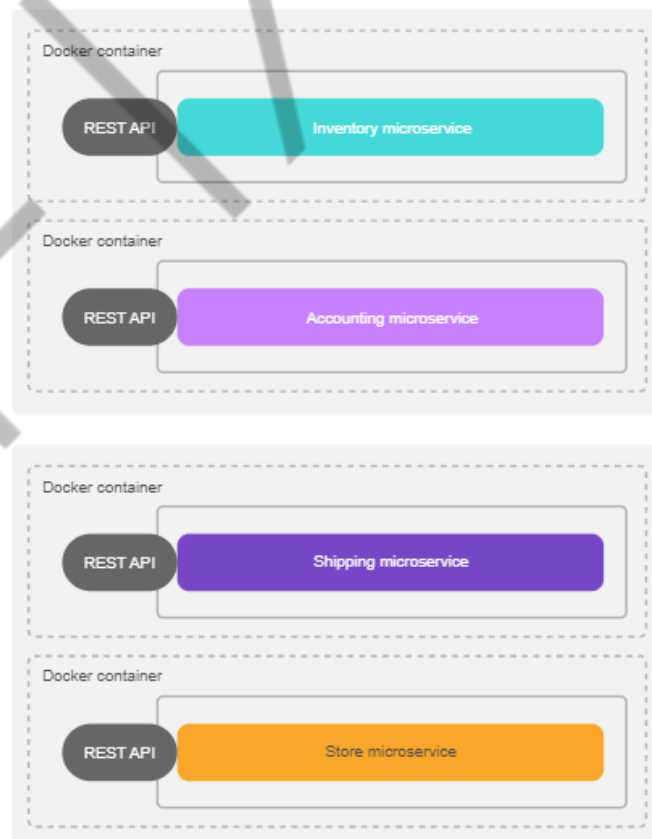 Docker container
REST API
Inventory microservice
Docker container
REST API
Accounting microservice
Docker container
REST API
Shipping microservice
Docker container
REST API
Store microservice